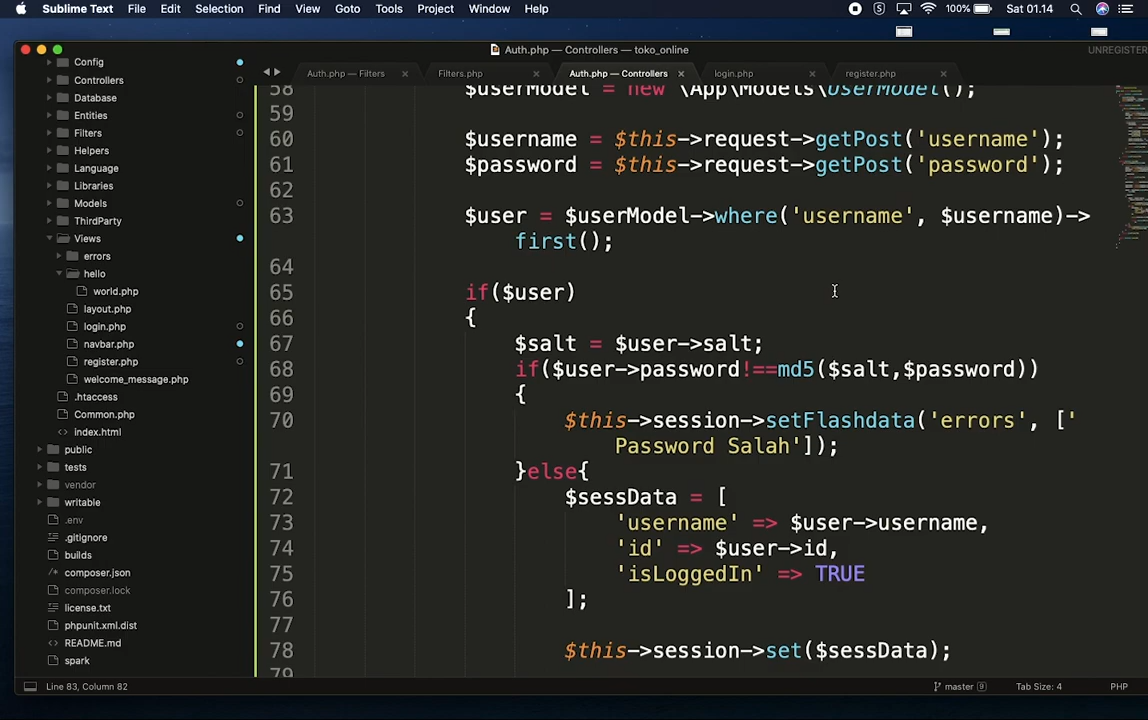 Sublime Text File Edit Selection Find View Goto Tools Project Window Help 100% Sat 01.14
Auth.php — Controllers — toko_online UNREGISTER
Auth.php — Filters Filters.php Auth.php — Controllers login.php register.php
Config
Controllers
Database
Entities
Filters
Helpers
Language
Libraries
Models
ThirdParty
Views
errors
hello
world.php
layout.php
login.php
navbar.php
register.php
welcome_message.php
.htaccess
Common.php
index.html
public
tests
vendor
writable
.env
.gitignore
builds
composer.json
composer.lock
license.txt
phpunit.xml.dist
README.md
spark
58 $userModel = new \App\Models\UserModel();
59
60 $username = $this->request->getPost('username');
61 $password = $this->request->getPost('password');
62
63 $user = $userModel->where('username', $username)->
first();
64
65 if($user)
66 {
67 $salt = $user->salt;
68 if($user->password!==md5($salt,$password))
69 {
70 $this->session->setFlashdata('errors', ['
Password Salah']);
71 }else{
72 $sessData = [
73 'username' => $user->username,
74 'id' => $user->id,
75 'isLoggedIn' => TRUE
76 ];
77
78 $this->session->set($sessData);
79
Line 83, Column 82 master 9 Tab Size: 4 PHP